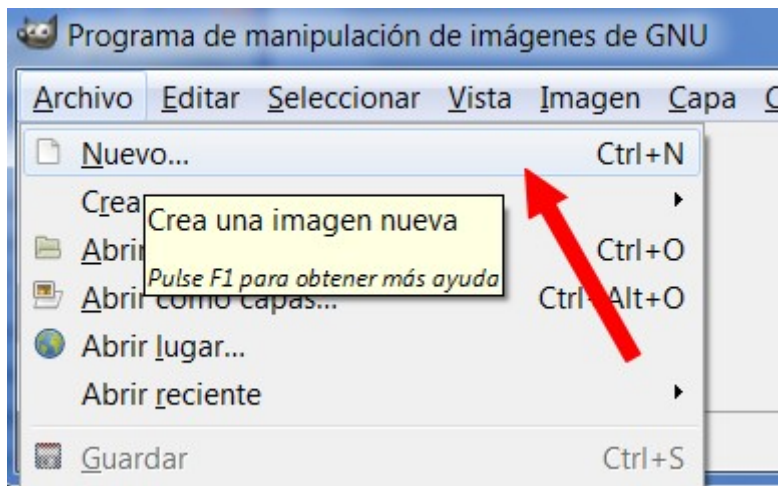 Programa de manipulación de imágenes de GNU
Archivo Editar Seleccionar Vista Imagen Capa
Nuevo... Ctrl+N
Crea una imagen nueva
Abrir Ctrl+O
Pulse F1 para obtener más ayuda
Abrir como capas... Ctrl+Alt+O
Abrir lugar...
Abrir reciente
Guardar Ctrl+S